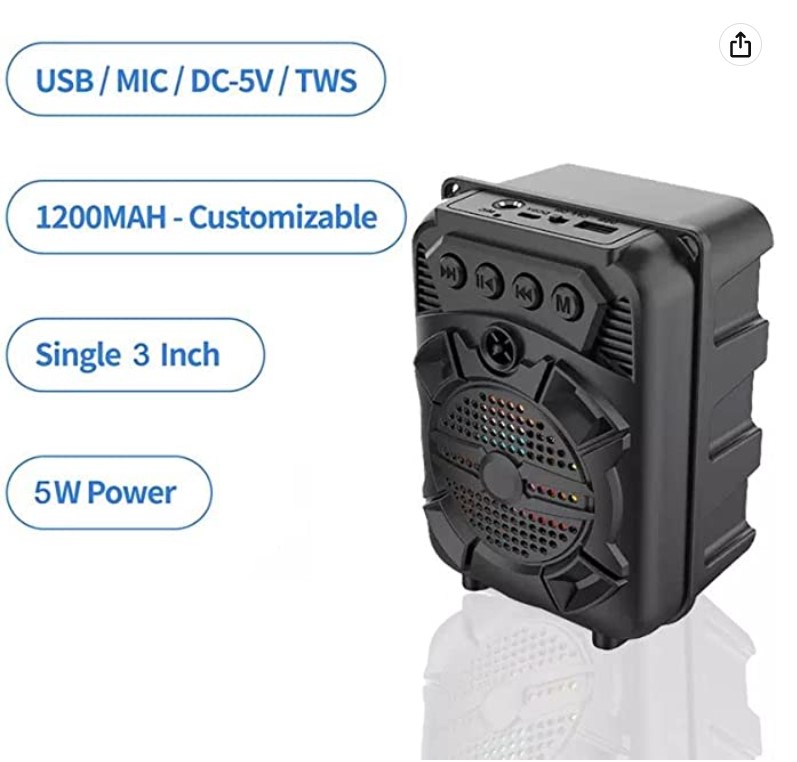 USB / MIC / DC-5V / TWS
1200MAH - Customizable
Single 3 Inch
5W Power
M